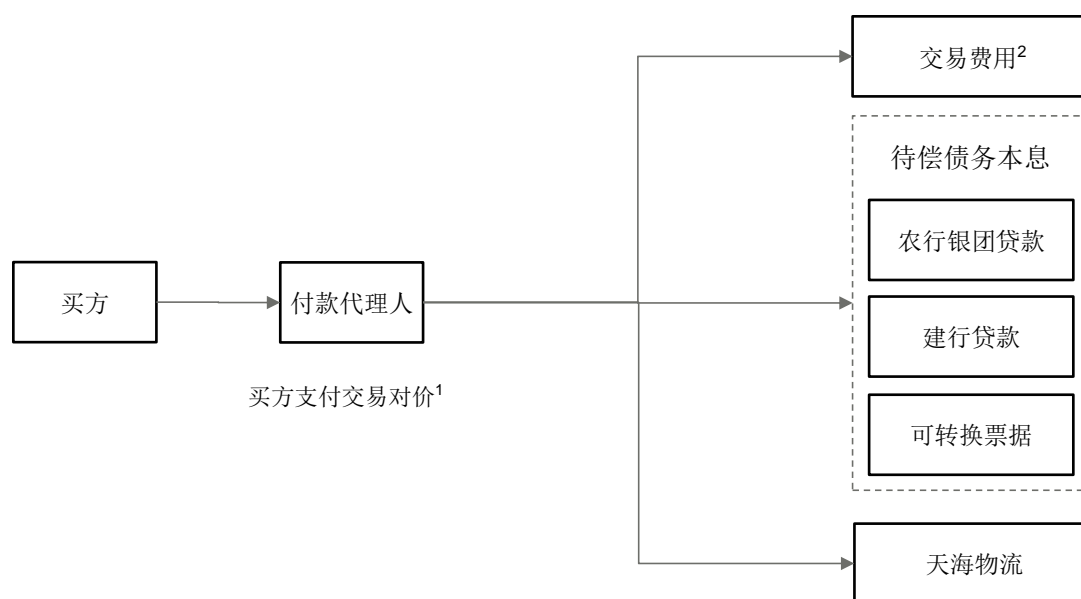 交易费用²
待偿债务本息
农行银团贷款
买方
付款代理人
建行贷款
买方支付交易对价¹
可转换票据
天海物流